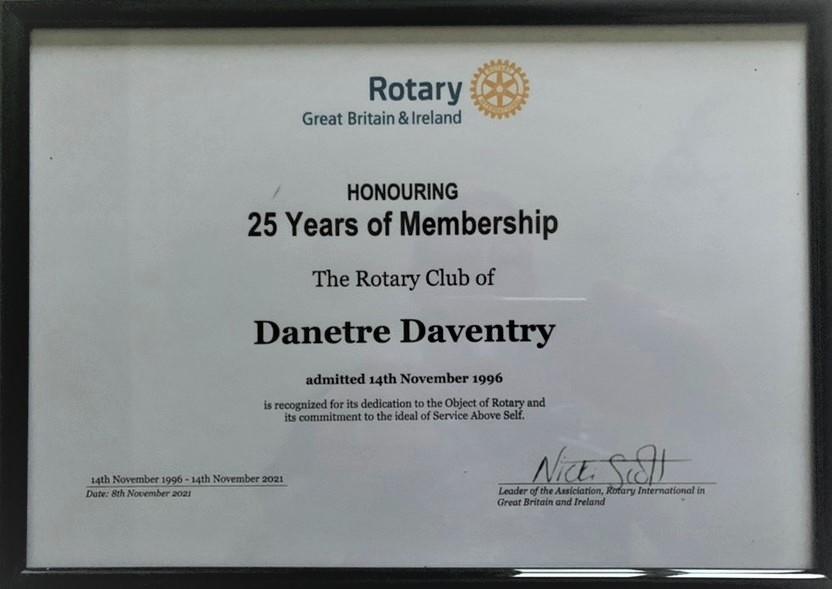 Rotary
Great Britain & Ireland
HONOURING
25 Years of Membership
The Rotary Club of
Danetre Daventry
admitted 14th November 1996
is recognized for its dedication to the Object of Rotary and
its commitment to the ideal of Service Above Self.
14th November 1996 - 14th November 2021
Date: 8th November 2021
Nicki Scott
Leader of the Assiciation, Rotary International in
Great Britain and Ireland